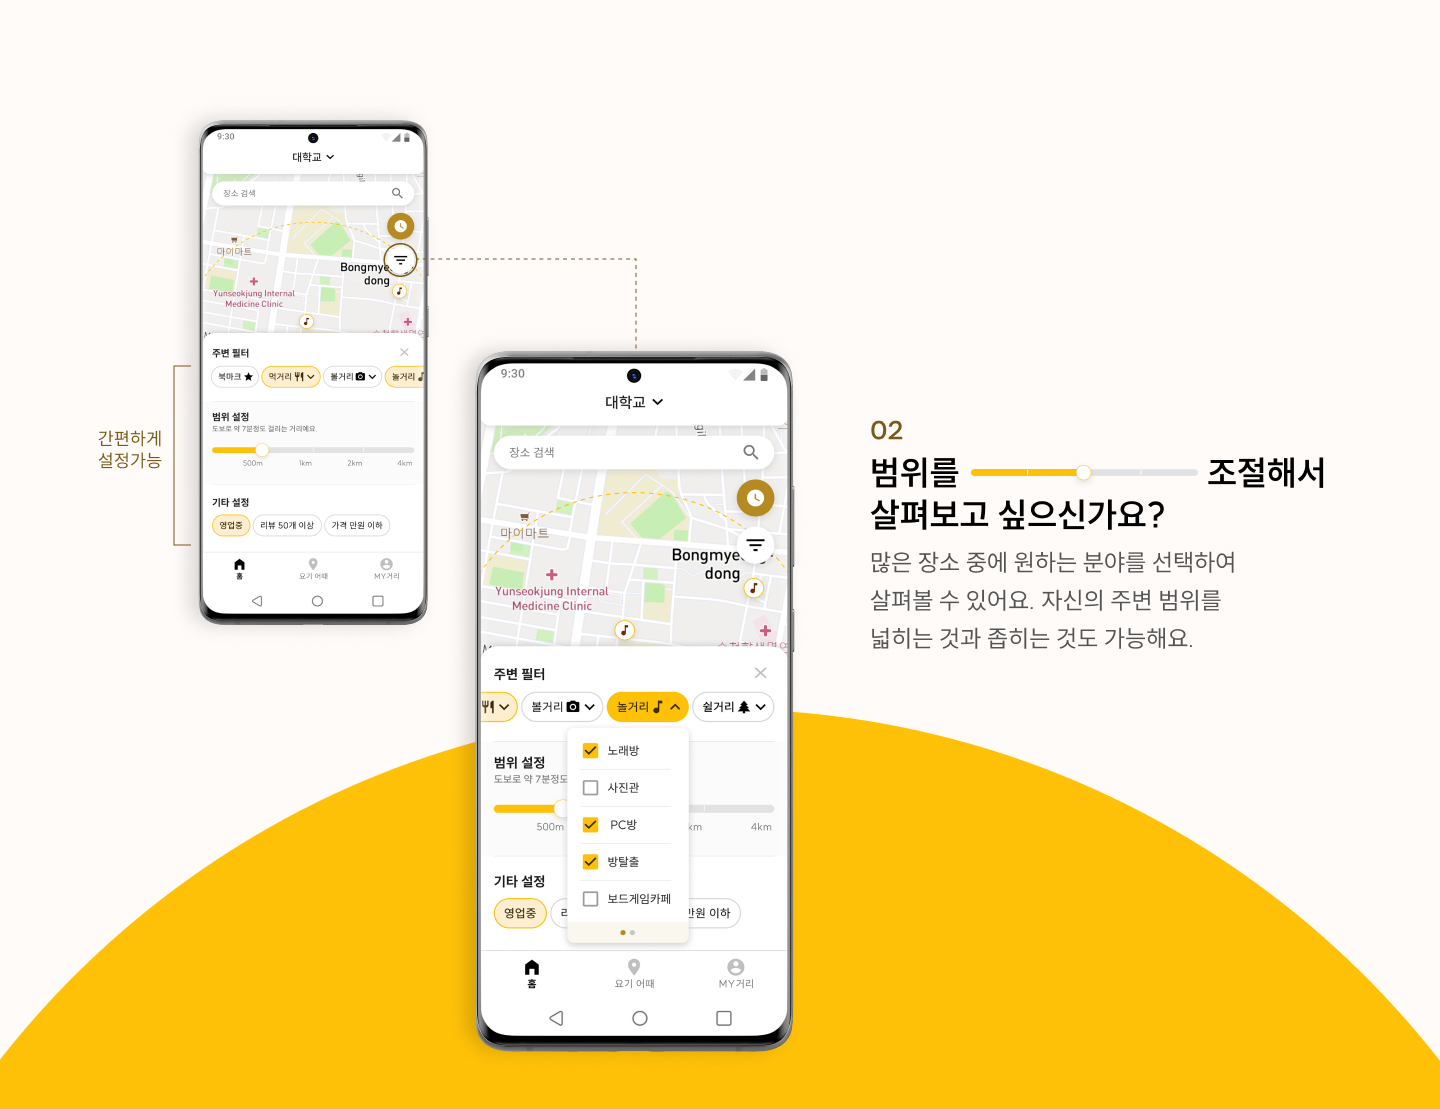 9:30
대학교
장소 검색
마이마트
Bongmye
dong
Yunseokjung Internal
Medicine Clinic
주변 필터
북마크
먹거리
볼거리
놀거리
범위 설정
도보로 약 7분정도 걸리는 거리에요.
500m
1km
2km
4km
기타 설정
영업중
리뷰 50개 이상
가격 만원 이하
홈
요기 어때
MY거리
간편하게
설정가능
9:30
대학교
장소 검색
마이마트
Bongmye
dong
Yunseokjung Internal
Medicine Clinic
주변 필터
볼거리
놀거리
쉴거리
노래방
사진관
PC방
방탈출
보드게임카페
범위 설정
도보로 약 7분정도
500m
km
4km
기타 설정
영업중
만원 이하
홈
요기 어때
MY거리
02
범위를 조절해서
살펴보고 싶으신가요?
많은 장소 중에 원하는 분야를 선택하여
살펴볼 수 있어요. 자신의 주변 범위를
넓히는 것과 좁히는 것도 가능해요.